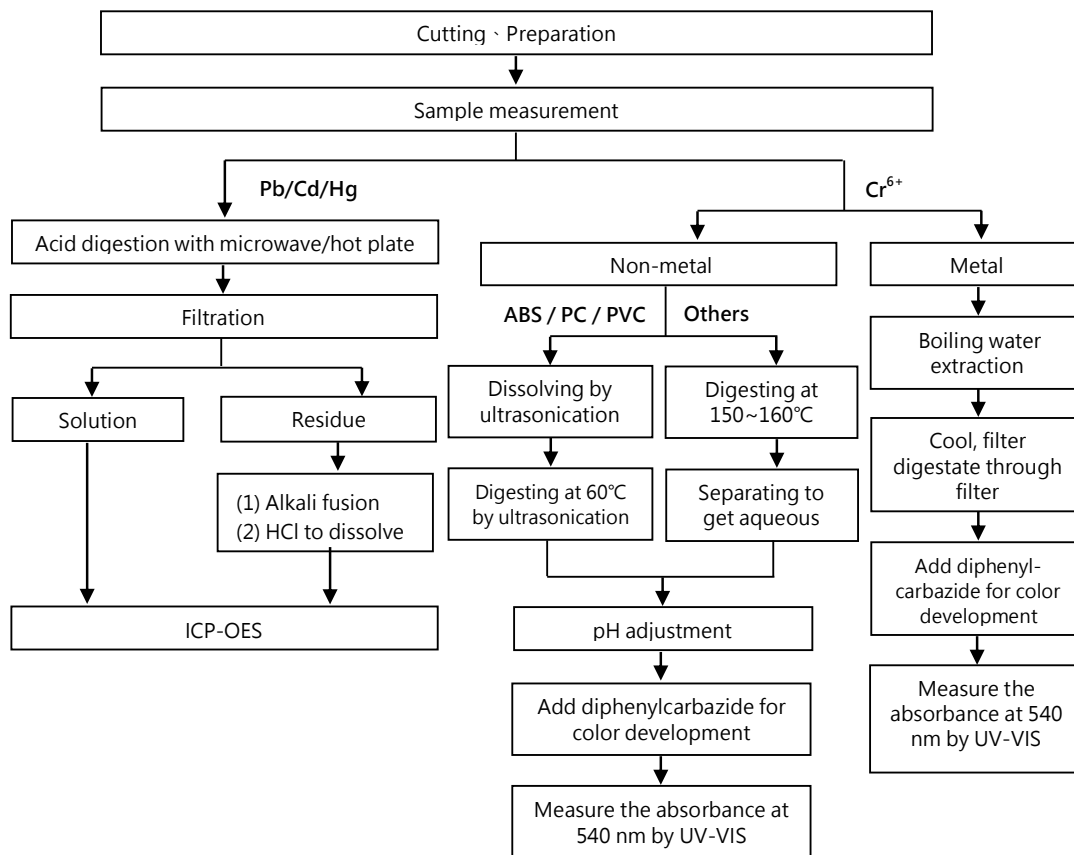 Cutting、Preparation
Sample measurement
Pb/Cd/Hg
Cr6+
Acid digestion with microwave/hot plate
Non-metal
Metal
Filtration
ABS / PC / PVC
Others
Boiling water
extraction
Solution
Residue
Dissolving by
ultrasonication
Digesting at
150~160℃
Cool, filter
digestate through
filter
(1) Alkali fusion
(2) HCl to dissolve
Digesting at 60℃
by ultrasonication
Separating to
get aqueous
Add diphenyl-
carbazide for color
development
ICP-OES
pH adjustment
Measure the
absorbance at 540
nm by UV-VIS
Add diphenylcarbazide for
color development
Measure the absorbance at
540 nm by UV-VIS